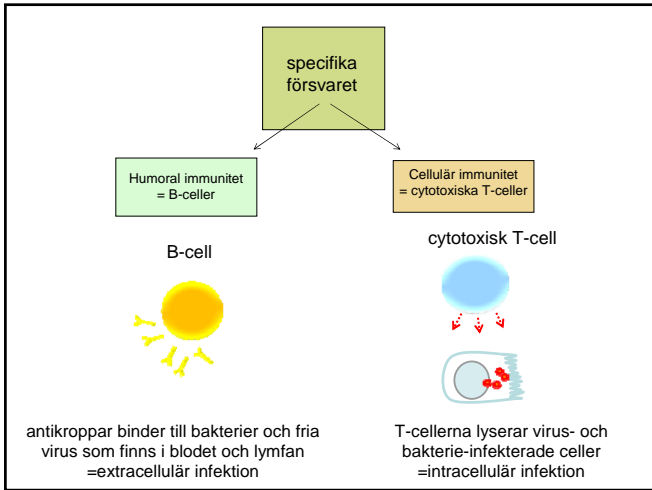 specifika
försvaret
Humoral immunitet
= B-celler
Cellulär immunitet
= cytotoxiska T-celler
B-cell
cytotoxisk T-cell
antikroppar binder till bakterier och fria
virus som finns i blodet och lymfan
=extracellulär infektion
T-cellerna lyserar virus- och
bakterie-infekterade celler
=intracellulär infektion